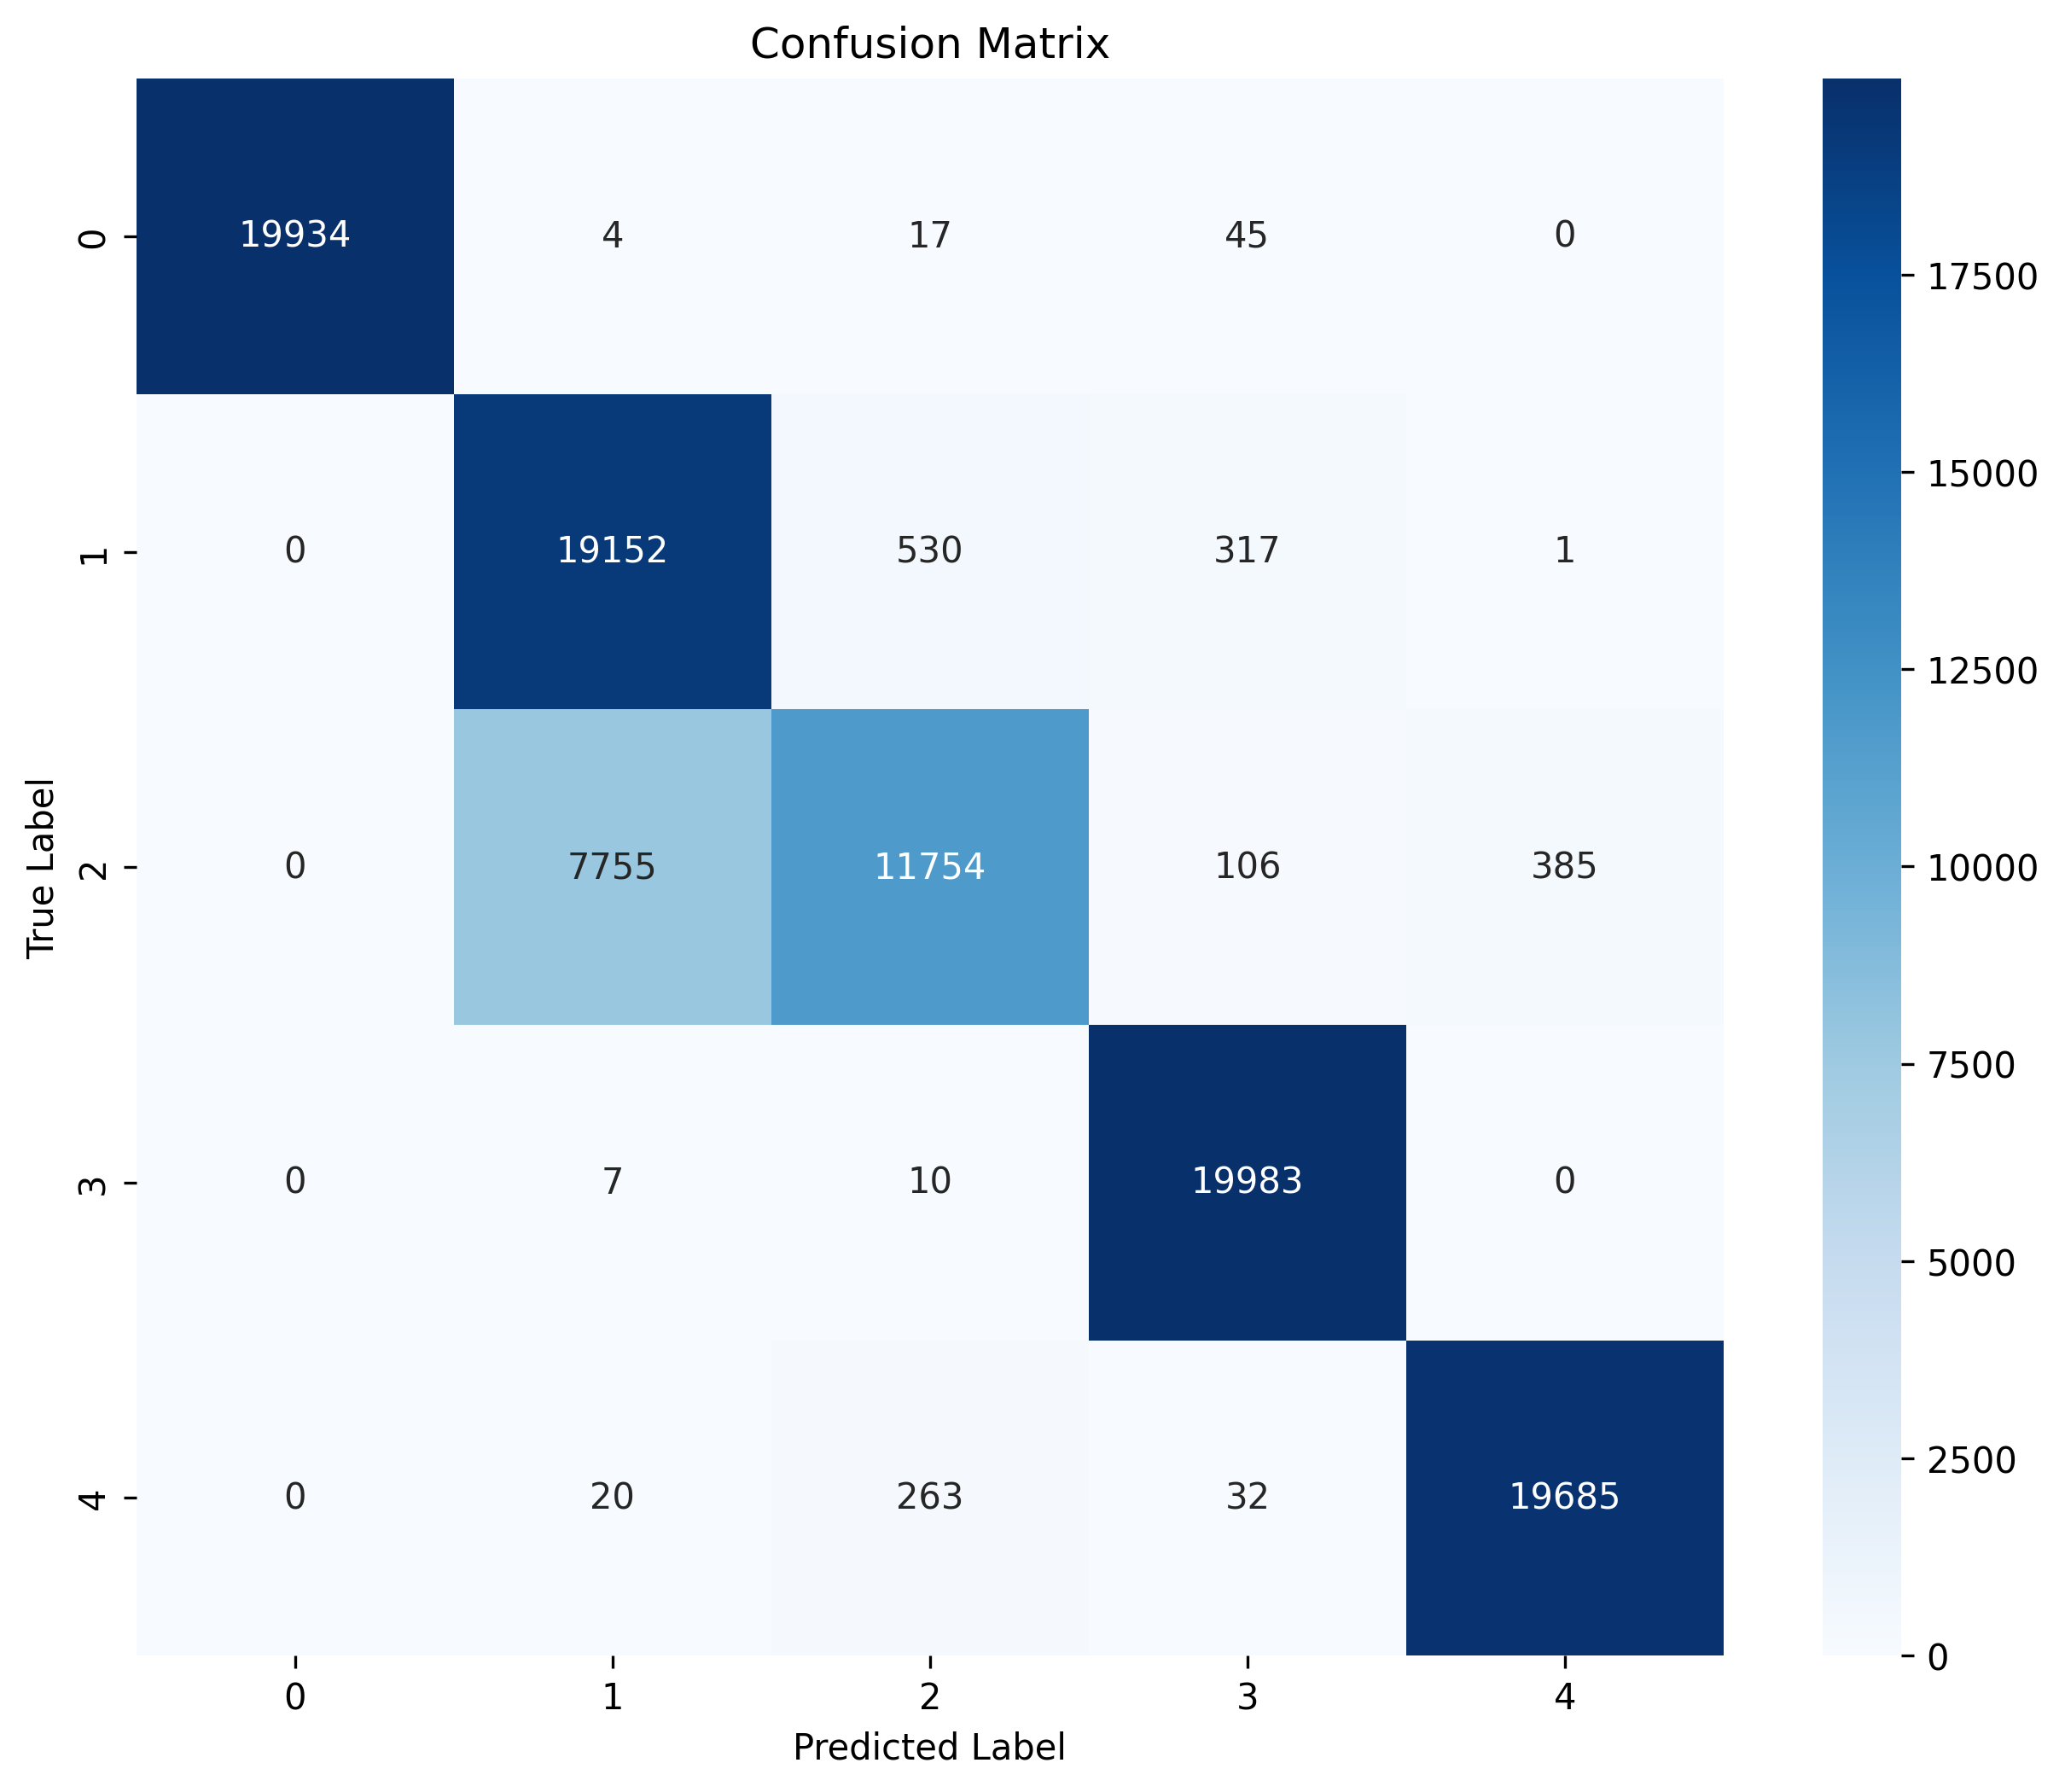 Confusion Matrix
True Label
0 19934 4 17 45 0
1 0 19152 530 317 1
2 0 7755 11754 106 385
3 0 7 10 19983 0
4 0 20 263 32 19685
0 1 2 3 4
Predicted Label
17500
15000
12500
10000
7500
5000
2500
0